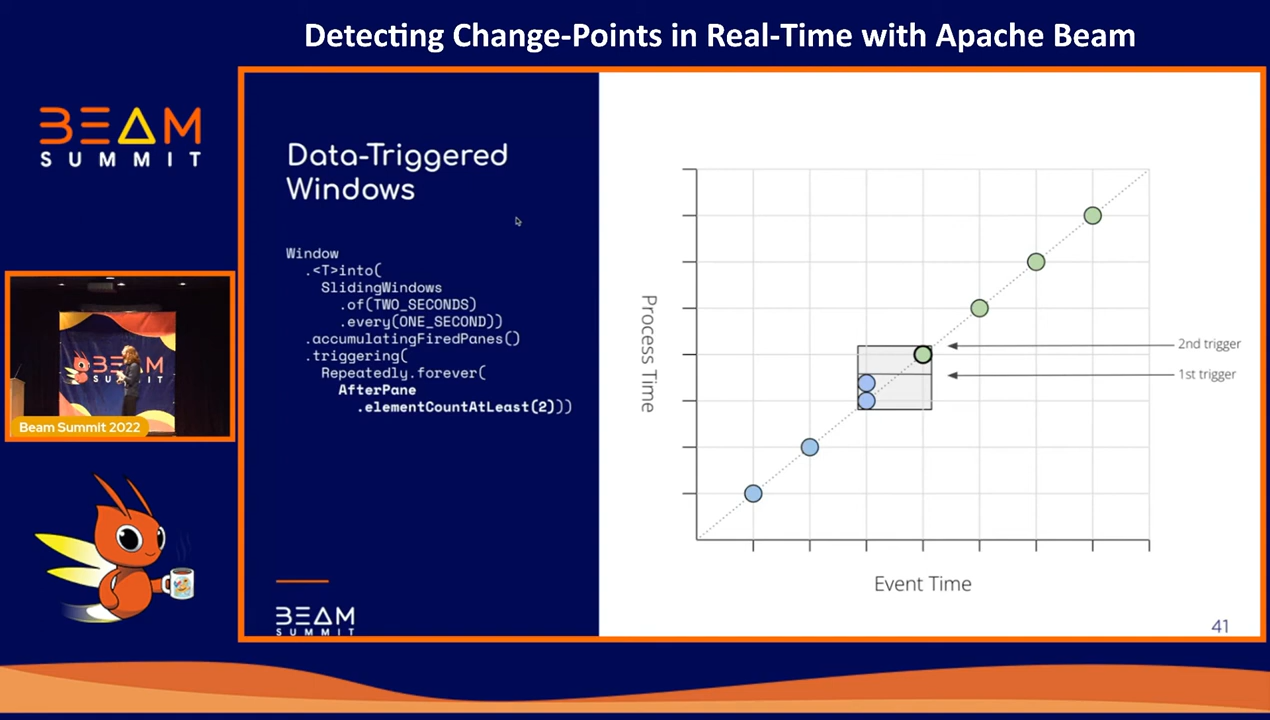 Detecting Change-Points in Real-Time with Apache Beam
BEAM
SUMMIT
Data-Triggered
Windows
Window
.<T>into(
SlidingWindows
.of(TWO_SECONDS)
.every(ONE_SECOND))
.accumulatingFiredPanes()
.triggering(
Repeatedly.forever(
AfterPane
.elementCountAtLeast(2)))
BEAM
SUMMIT
Process Time
2nd trigger
1st trigger
Event Time
41
BEAM
SUMMIT
Beam Summit 2022